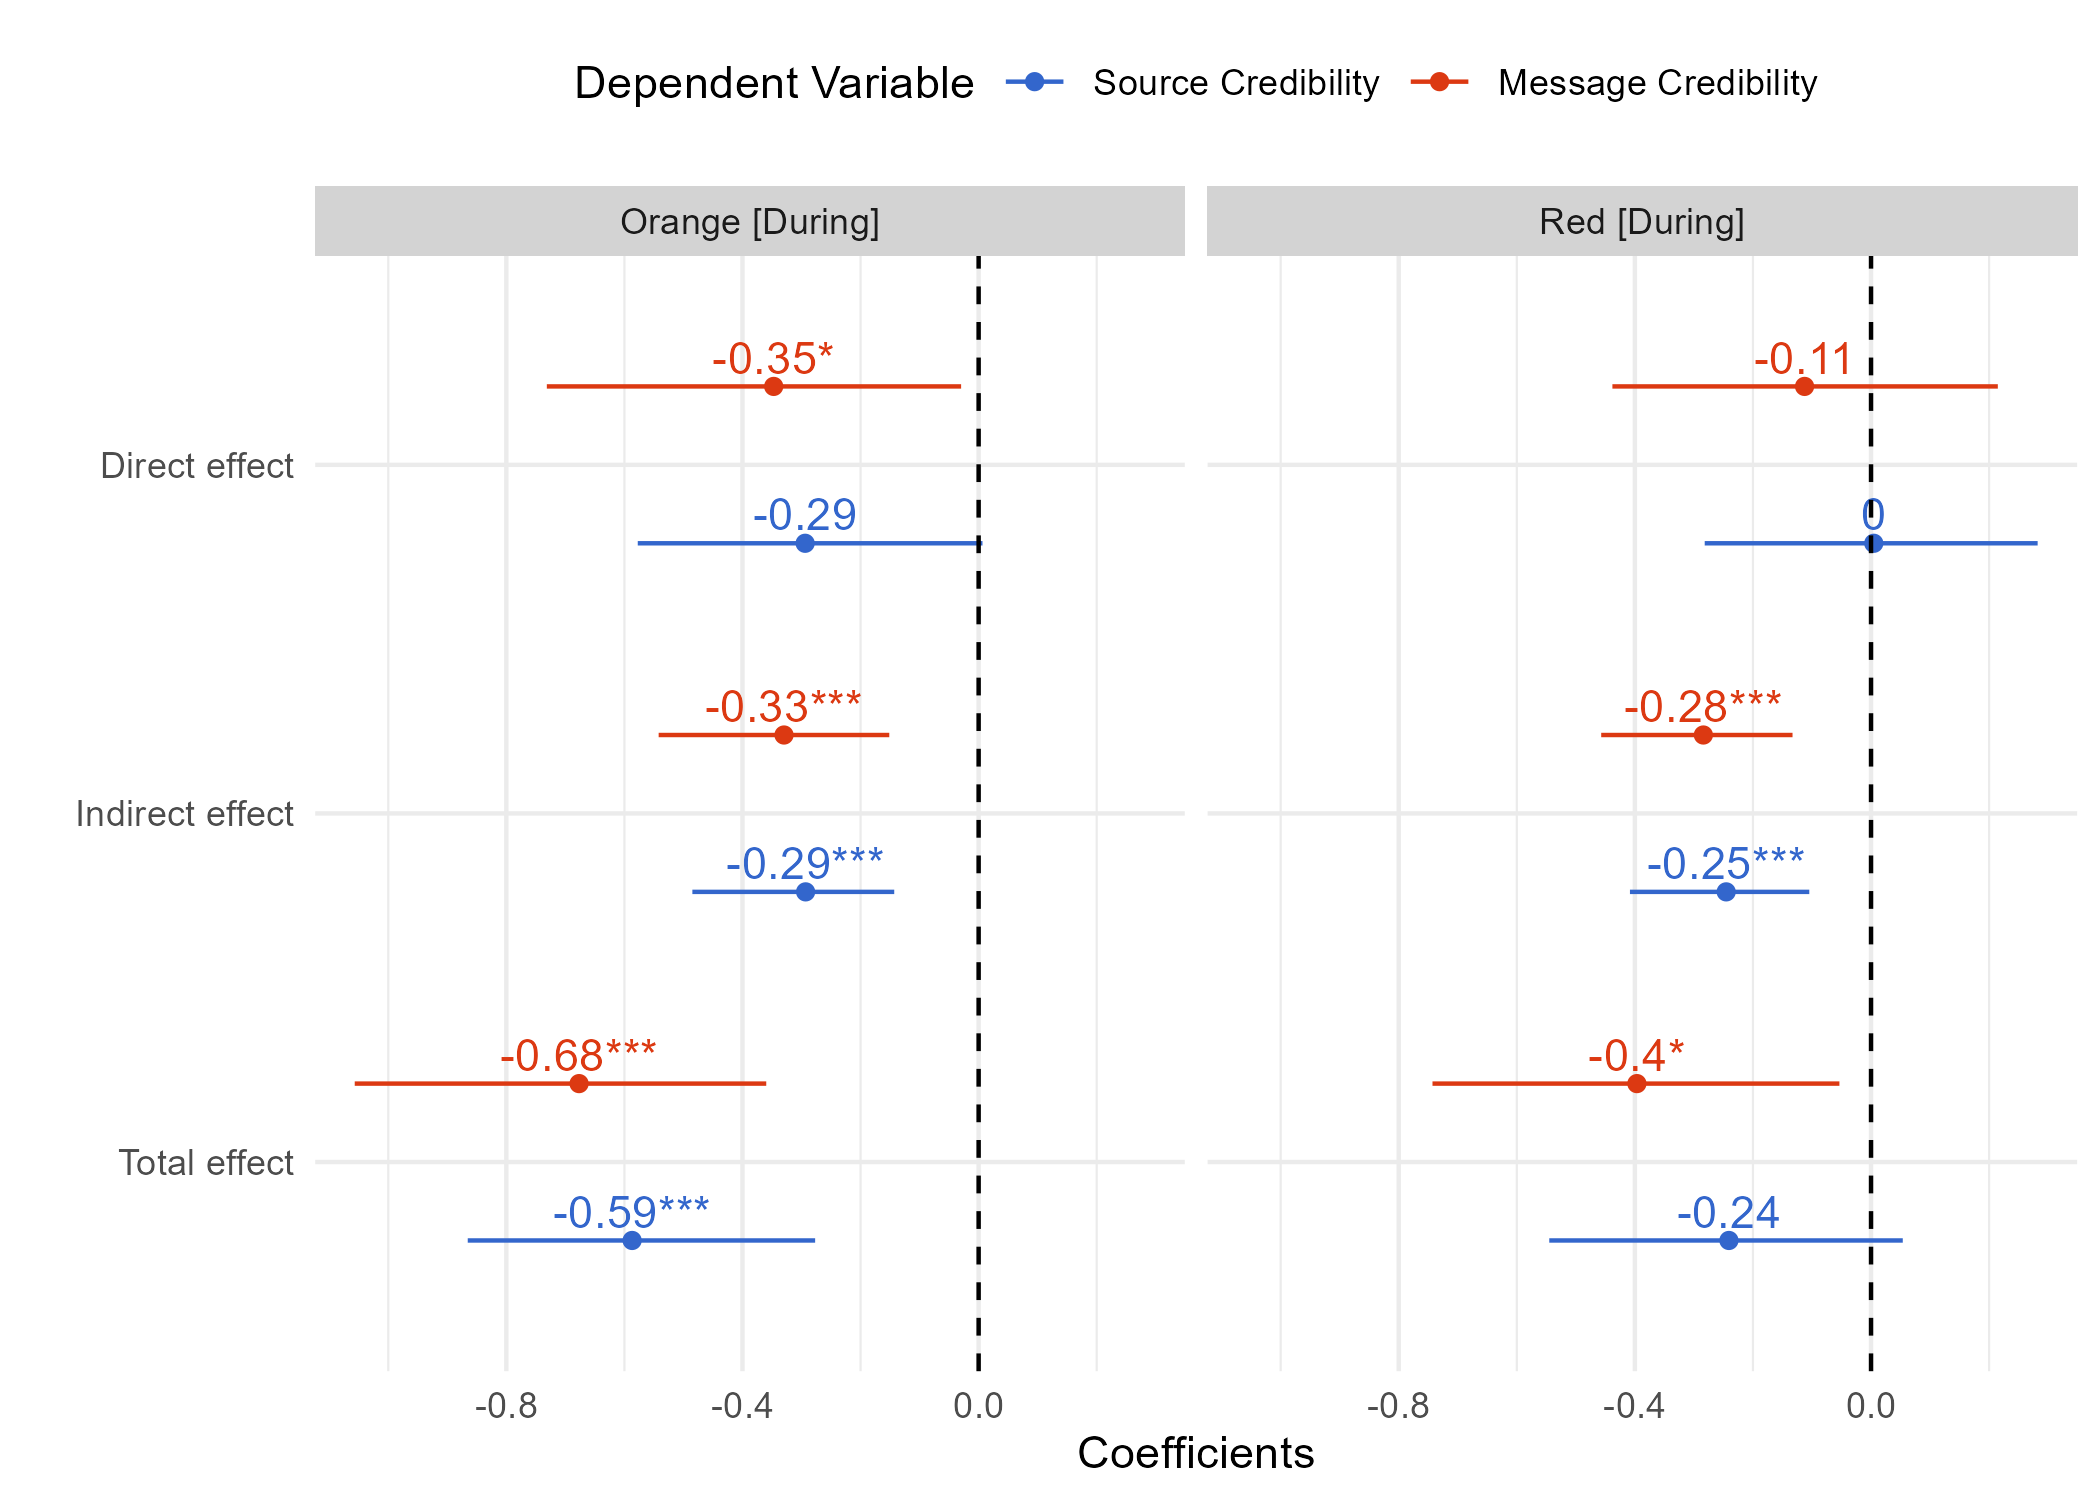 Dependent Variable Source Credibility Message Credibility
Orange [During] Red [During]
-0.35* -0.11
Direct effect
-0.29 0
-0.33*** -0.28***
Indirect effect
-0.29*** -0.25***
-0.68*** -0.4*
Total effect
-0.59*** -0.24
-0.8 -0.4 0.0 -0.8 -0.4 0.0
Coefficients